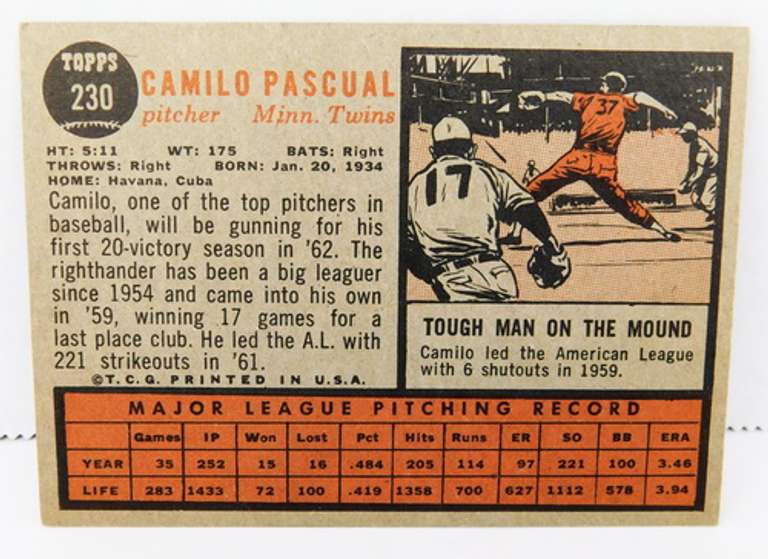 TOPPS
230
CAMILO PASCUAL
pitcher Minn. Twins
HT: 5:11 WT: 175 BATS: Right
THROWS: Right BORN: Jan. 20, 1934
HOME: Havana, Cuba
Camilo, one of the top pitchers in
baseball, will be gunning for his
first 20-victory season in '62. The
righthander has been a big leaguer
since 1954 and came into his own
in '59, winning 17 games for a
last place club. He led the A.L. with
221 strikeouts in '61.
©T.C.G. PRINTED IN U.S.A.
37
17
TOUGH MAN ON THE MOUND
Camilo led the American League
with 6 shutouts in 1959.
MAJOR LEAGUE PITCHING RECORD
Games IP Won Lost Pct Hits Runs ER SO BB ERA
YEAR 35 252 15 16 .484 205 114 97 221 100 3.46
LIFE 283 1433 72 100 .419 1358 700 627 1112 578 3.94